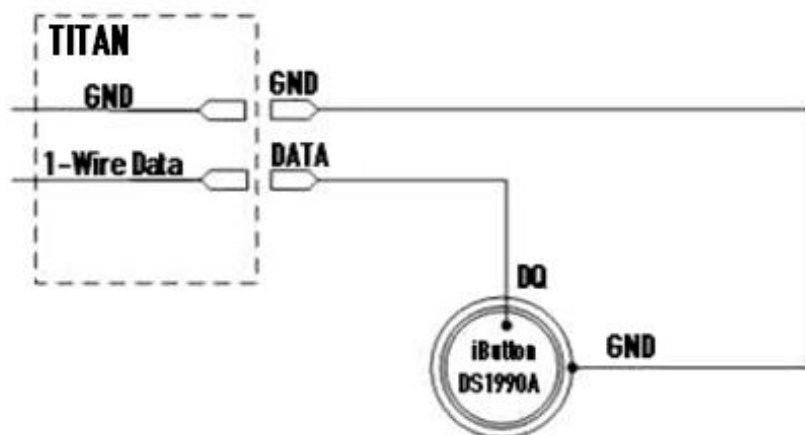 TITAN
GND
GND
1-Wire Data
DATA
DQ
iButton
GND
DS1990A